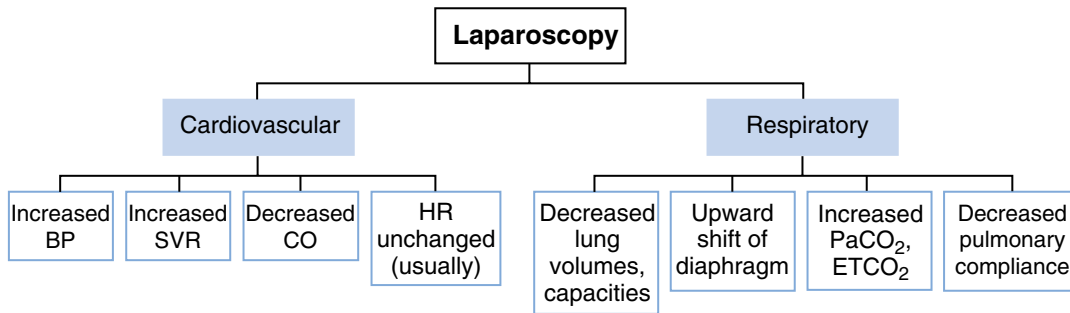 Laparoscopy
Cardiovascular
Respiratory
Increased
BP
Increased
SVR
Decreased
CO
HR
unchanged
(usually)
Decreased
lung
volumes,
capacities
Upward
shift of
diaphragm
Increased
PaCO₂,
ETCO₂
Decreased
pulmonary
compliance